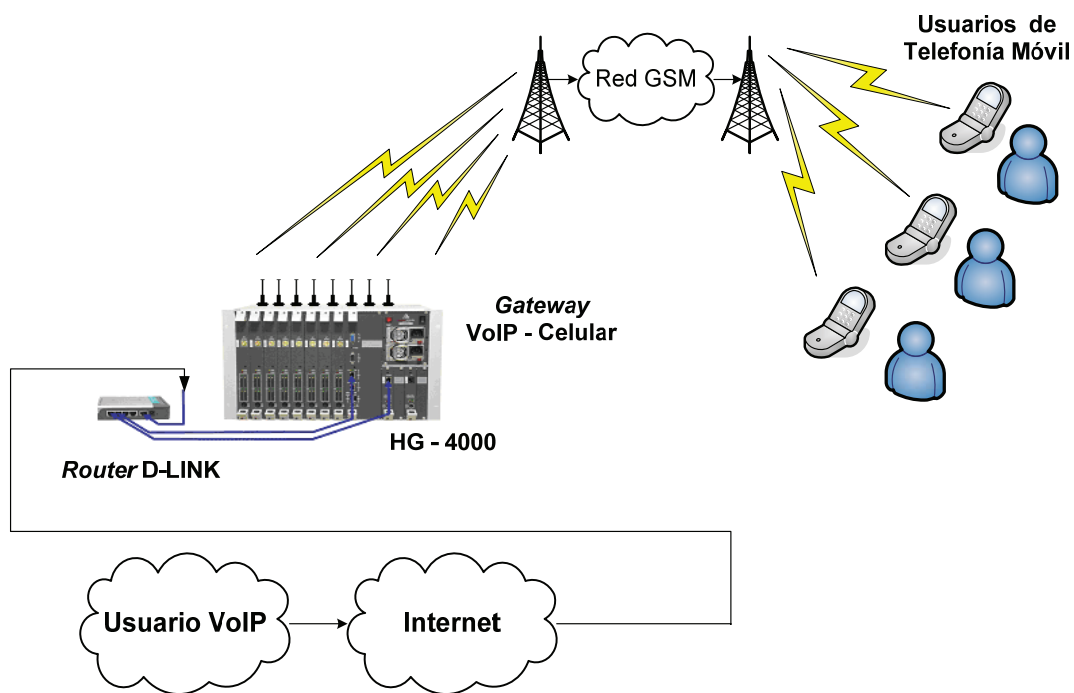 Usuarios de
Telefonía Móvil
Red GSM
Gateway
VoIP - Celular
HG - 4000
Router D-LINK
Usuario VoIP
Internet